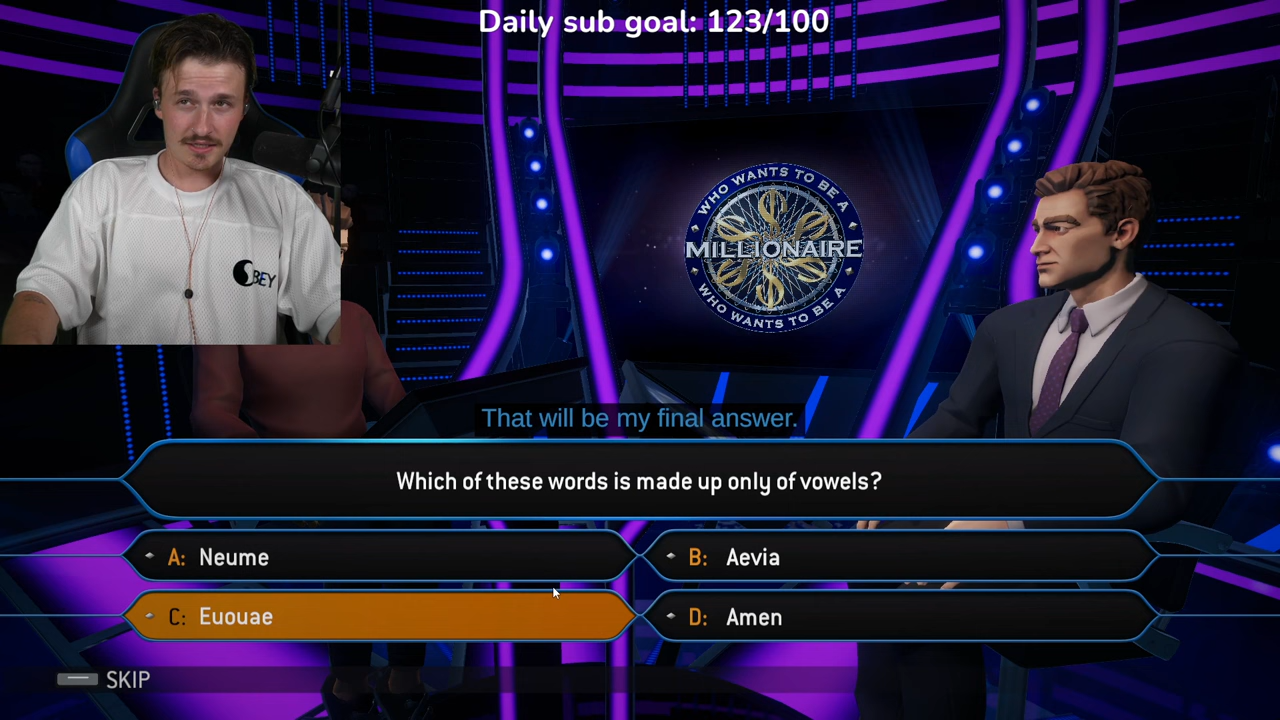 Daily sub goal: 123/100
BEY
WHO WANTS TO BE A
MILLIONAIRE
WHO WANTS TO BE A
That will be my final answer.
Which of these words is made up only of vowels?
A: Neume
B: Aevia
C: Euouae
D: Amen
SKIP